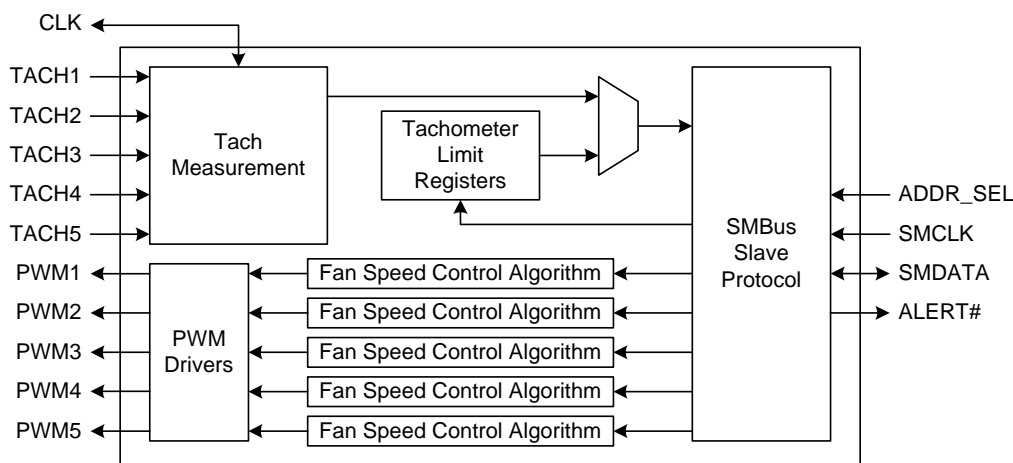 CLK
TACH1
TACH2
TACH3
TACH4
TACH5
Tach
Measurement
Tachometer
Limit
Registers
SMBus
Slave
Protocol
ADDR_SEL
SMCLK
SMDATA
ALERT#
PWM1
PWM2
PWM3
PWM4
PWM5
PWM
Drivers
Fan Speed Control Algorithm
Fan Speed Control Algorithm
Fan Speed Control Algorithm
Fan Speed Control Algorithm
Fan Speed Control Algorithm